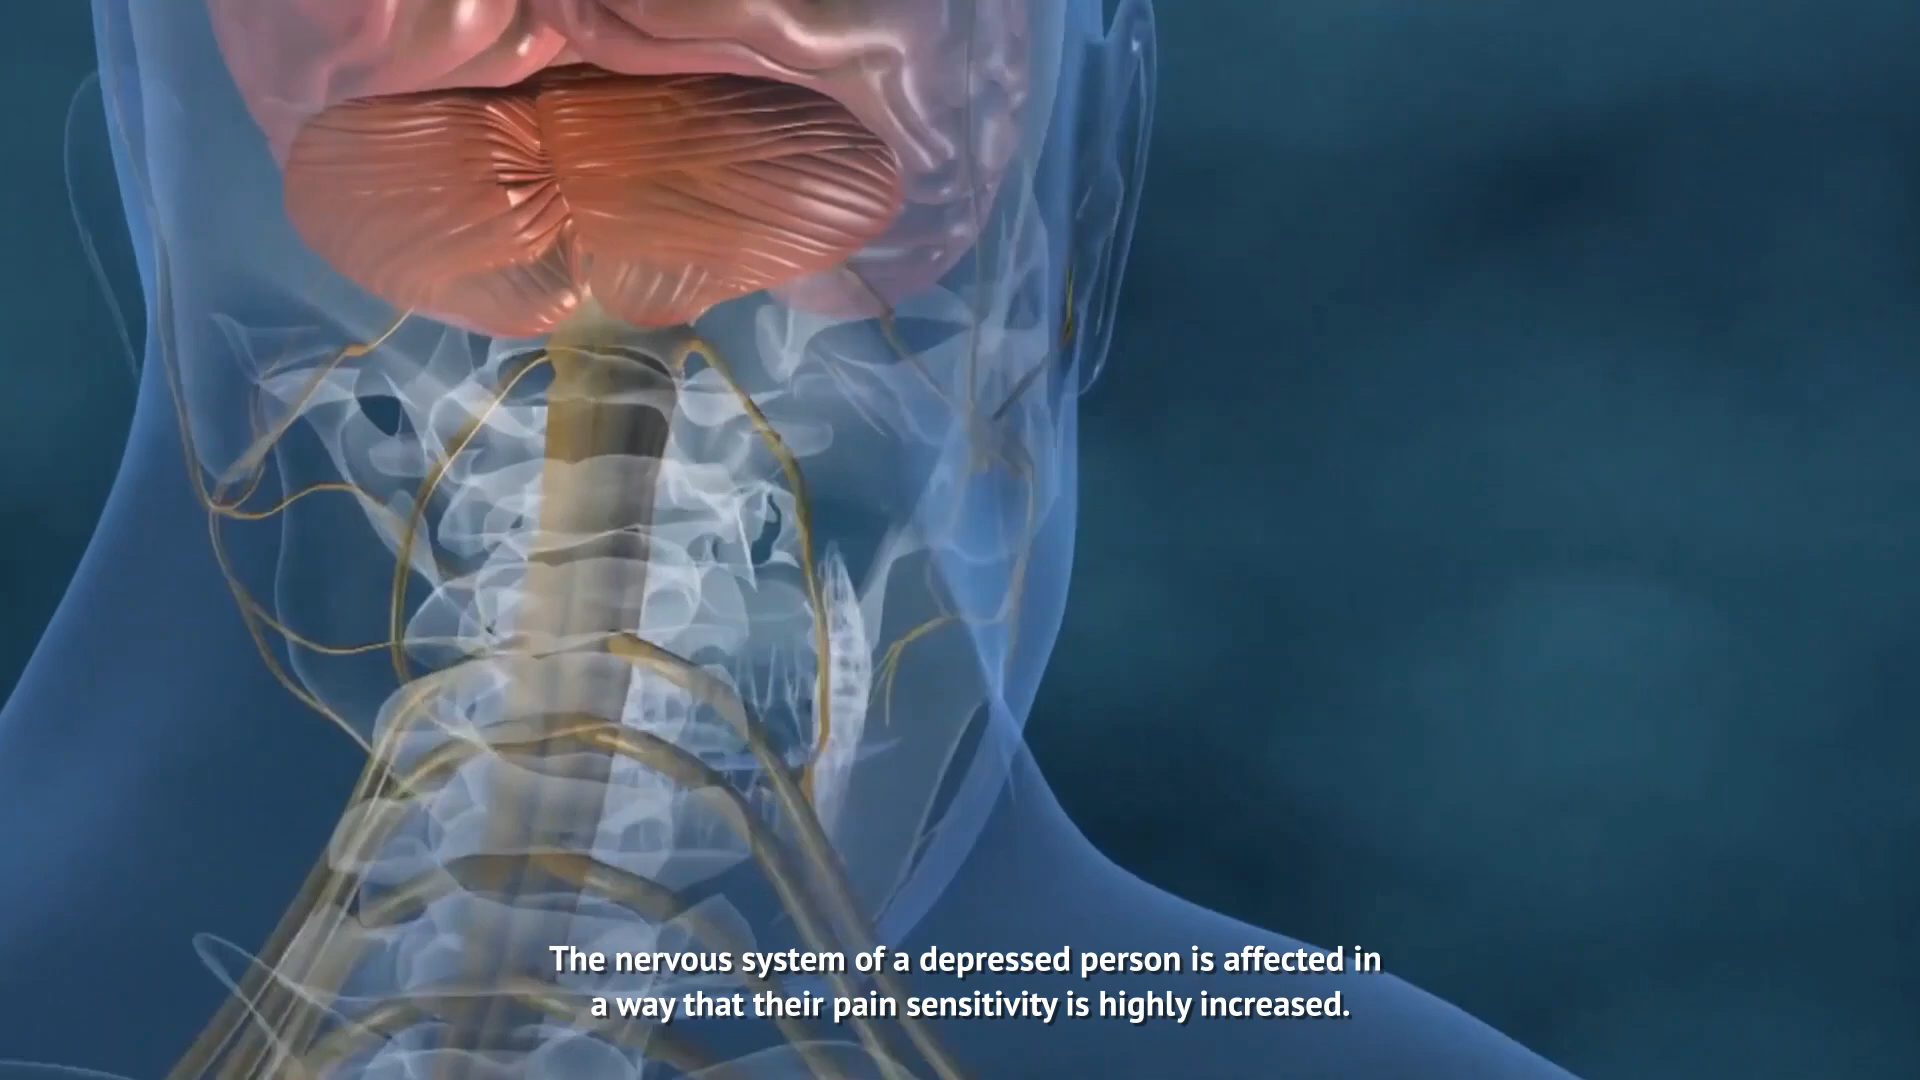 The nervous system of a depressed person is affected in
a way that their pain sensitivity is highly increased.